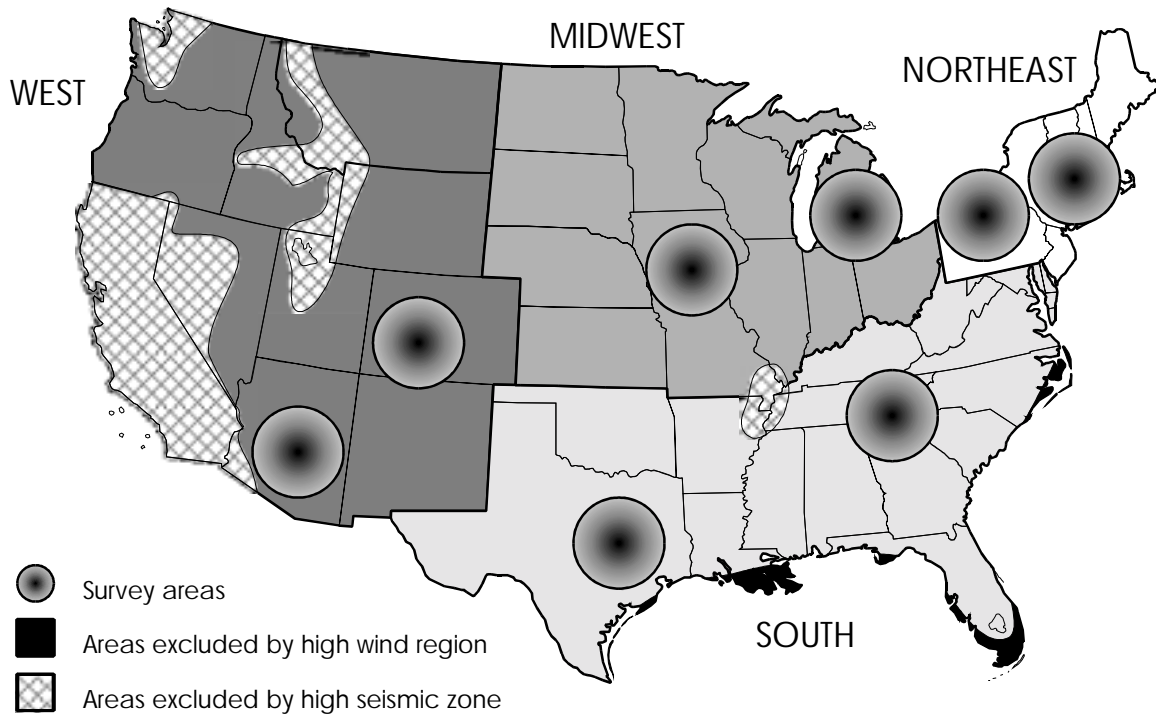 MIDWEST
NORTHEAST
WEST
Survey areas
Areas excluded by high wind region
SOUTH
Areas excluded by high seismic zone